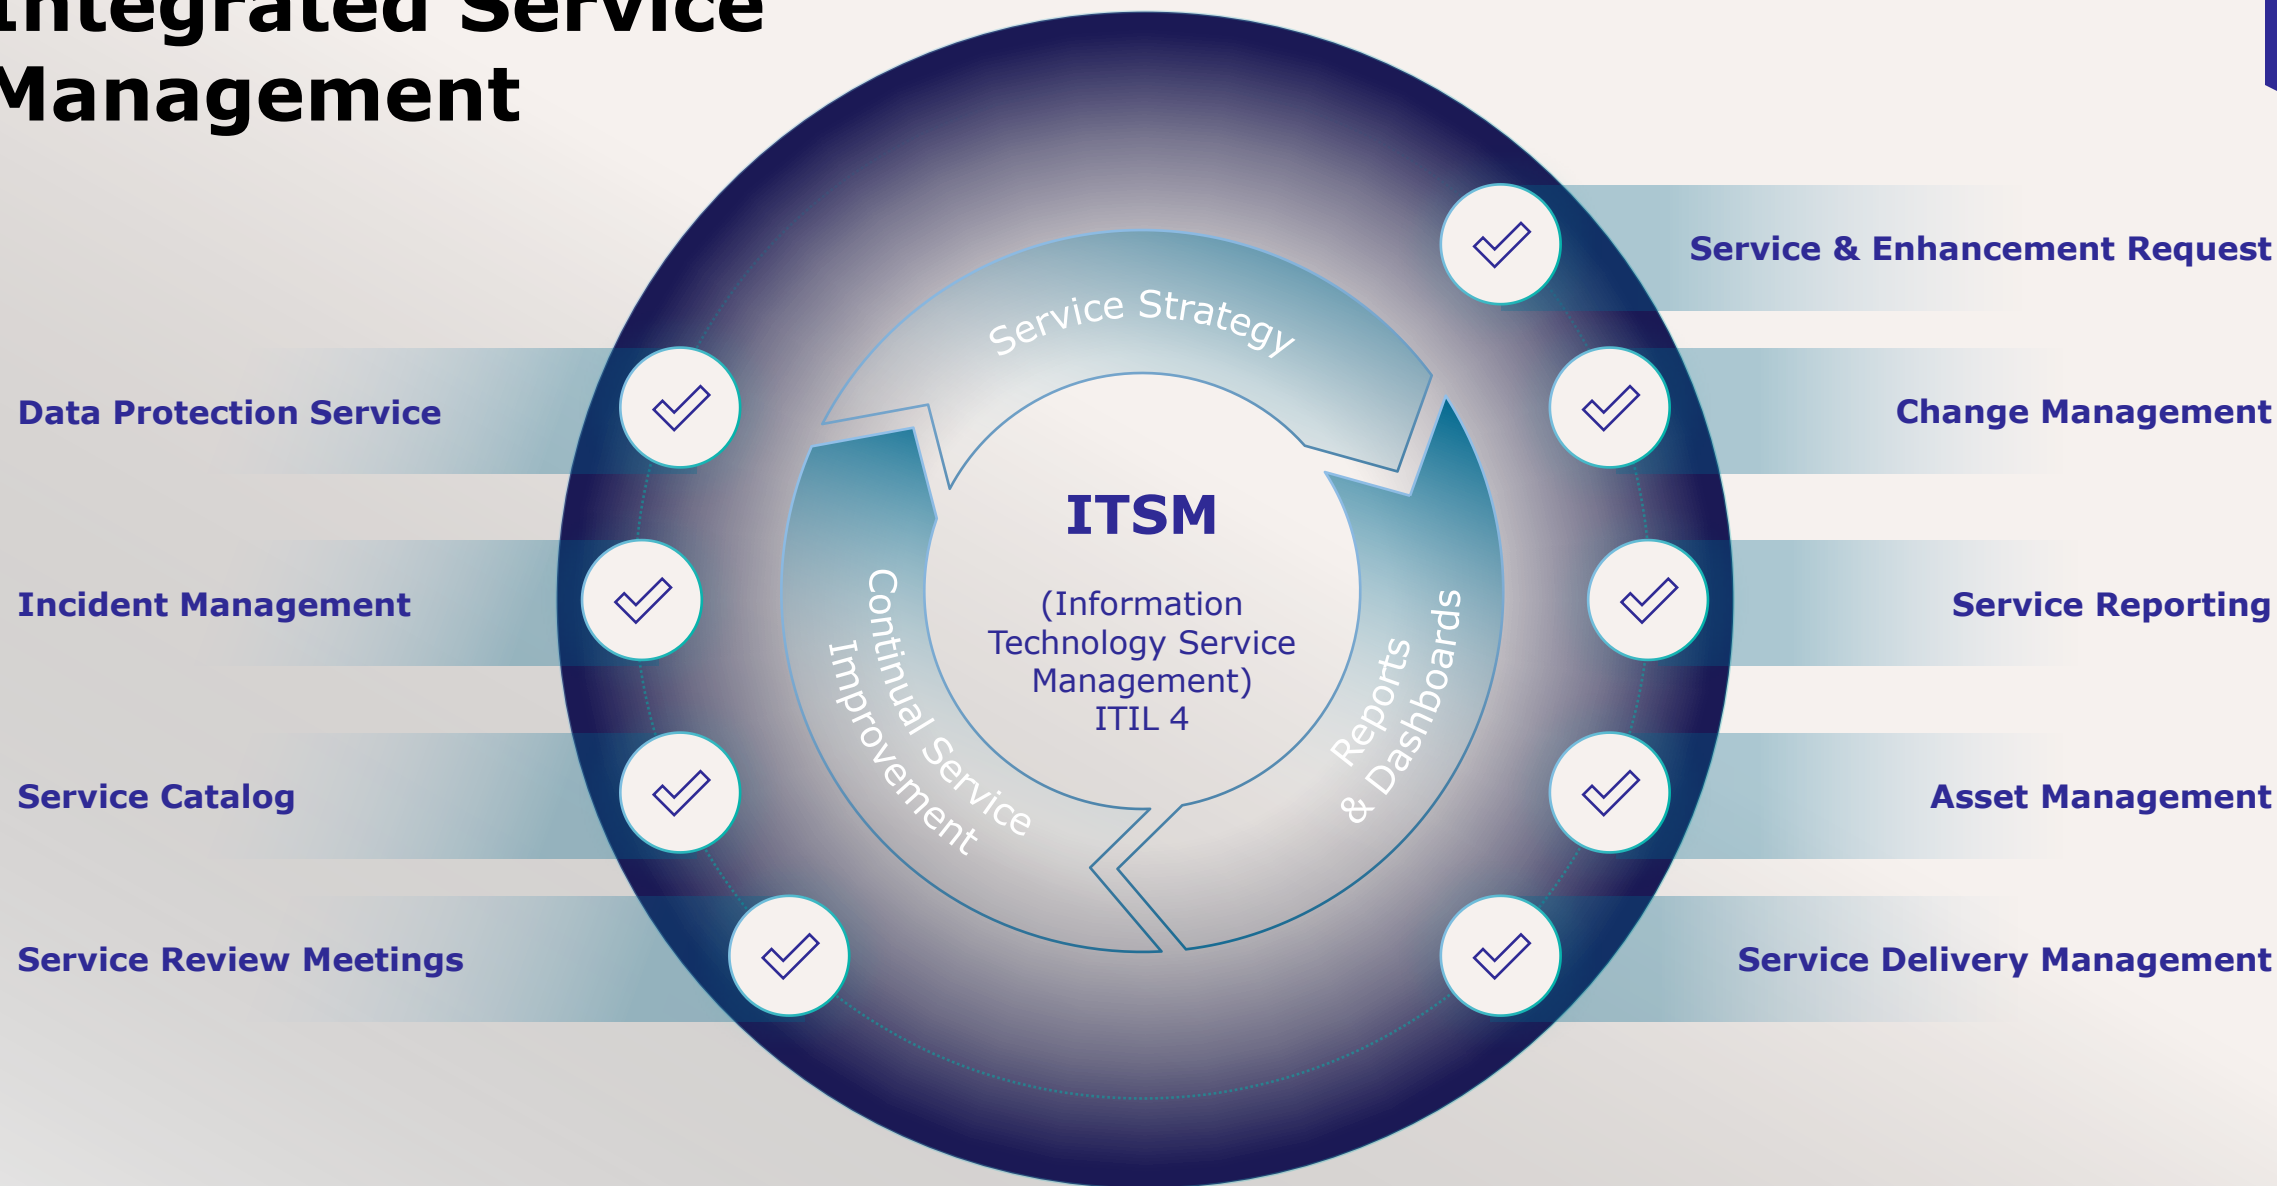 Integrated Service
Management
Service Strategy
Continual Service
Improvement
Reports
& Dashboards
ITSM
(Information
Technology Service
Management)
ITIL 4
Data Protection Service
Incident Management
Service Catalog
Service Review Meetings
Service & Enhancement Request
Change Management
Service Reporting
Asset Management
Service Delivery Management